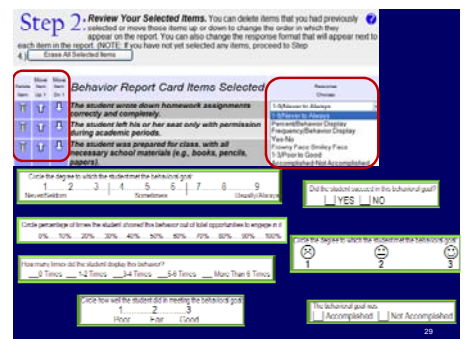 Step 2. Review Your Selected Items. You can delete items that you had previously
selected or move those items up or down to change the order in which they
appear on the report. You can also change the response format that will appear next to
each item in the report. (NOTE: If you have not yet selected any items, proceed to Step
4.) Erase All Selected Items
Delete Item Move Item Up ? Move Item Dn ? Behavior Report Card Items Selected Response Choices
The student wrote down homework assignments
correctly and completely.
The student left his or her seat only with permission
during academic periods.
The student was prepared for class. with all
necessary school materials (e.g., books, pencils,
papers).
1-9/Never to Always
1-9/Never to Always
Percent/Behavior Display
Frequency/Behavior Display
Yes-No
Frowny Face Smiley Face
1-3/Poor to Good
Accomplished-Not Accomplished
Circle the degree to which the student met the behavioral goal:
1 2 3 | 4 5 6 | 7 8 9
Never/Seldom Sometimes Usually/Always
Did the student succeed in this behavioral goal?
|__|YES |__|NO
Circle percentage of times the student showed this behavior out of total opportunities to engage in it
0% 10% 20% 30% 40% 50% 60% 70% 80% 90% 100%
Circle the degree to which the student met the behavioral goal:
1 2 3
How many times did the student display this behavior?
__0 Times __1-2 Times __3-4 Times __5-6 Times __More Than 6 Times
Circle how well the student did in meeting the behavioral goal:
1..........2..........3
Poor Fair Good
The behavioral goal was:
|__|Accomplished |__|Not Accomplished
29